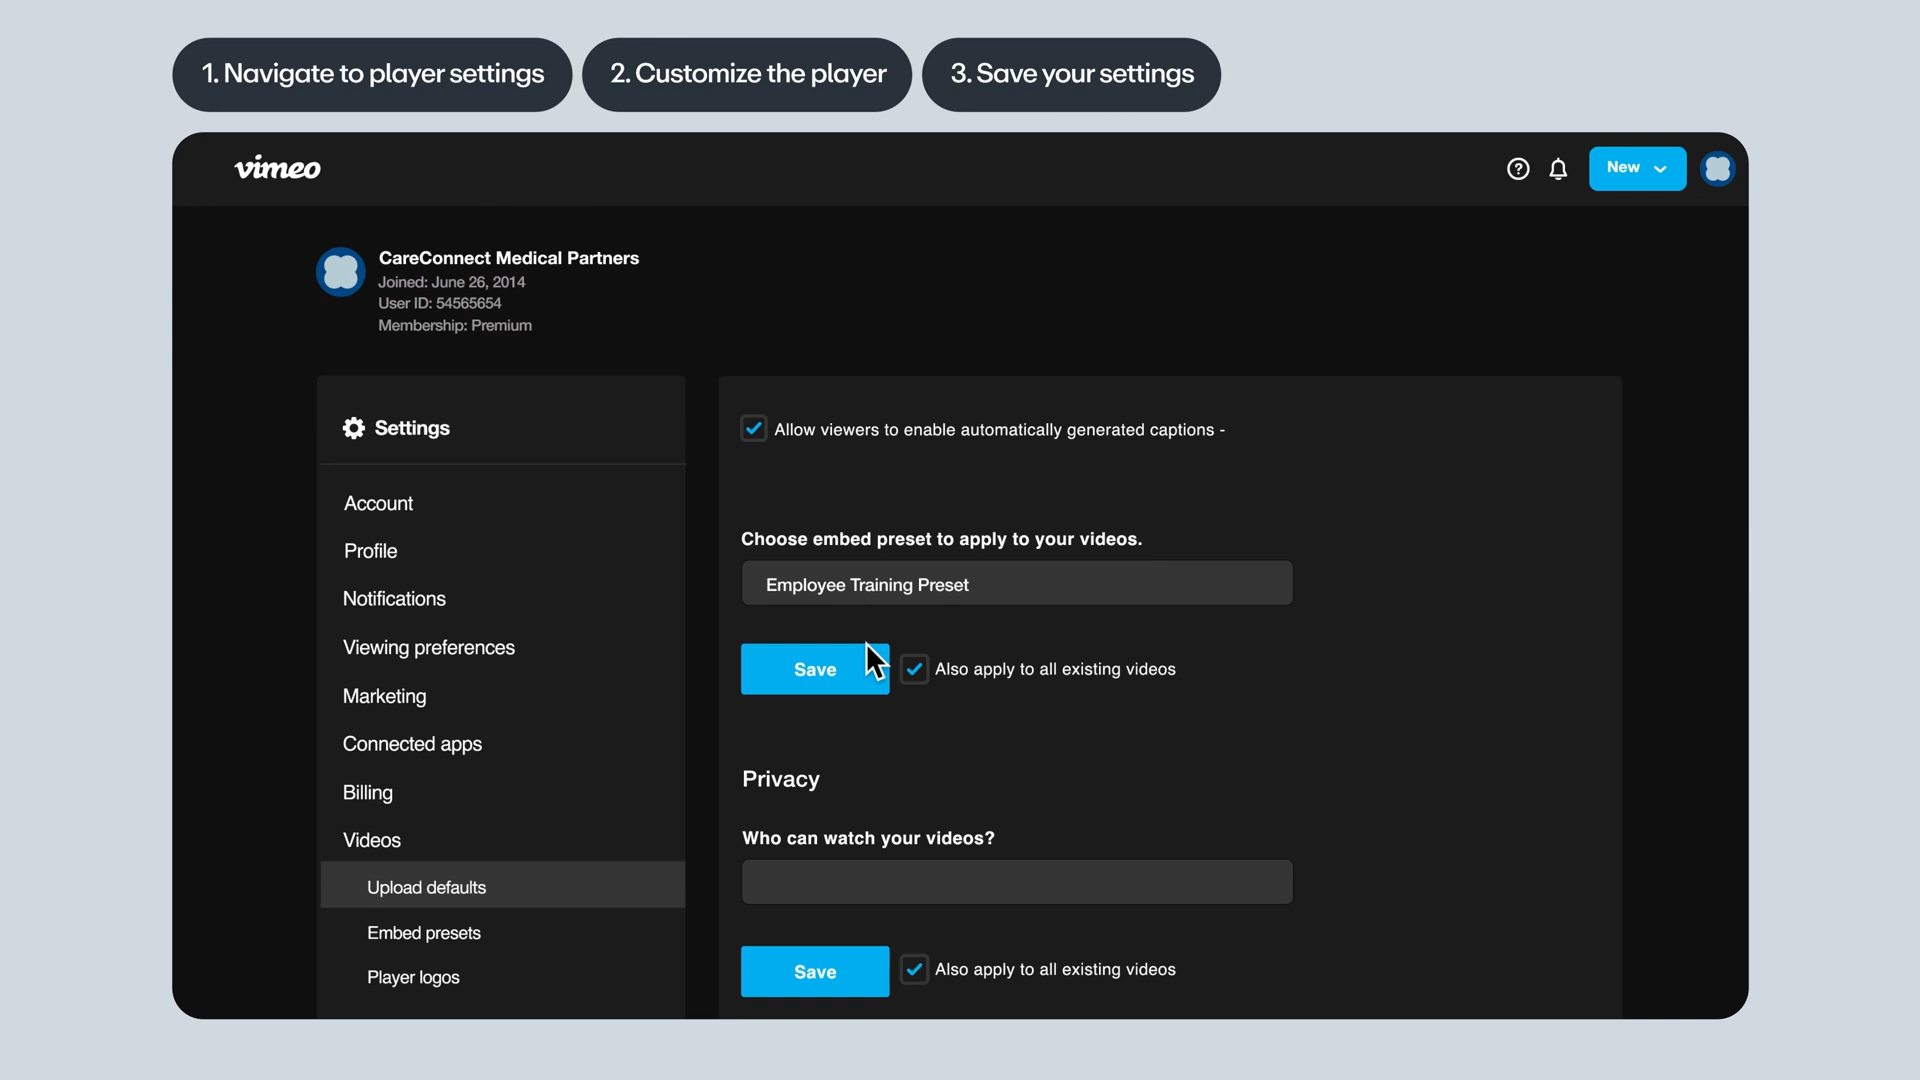 1. Navigate to player settings
2. Customize the player
3. Save your settings
vimeo
New
CareConnect Medical Partners
Joined: June 26, 2014
User ID: 54565654
Membership: Premium
Settings
Account
Profile
Notifications
Viewing preferences
Marketing
Connected apps
Billing
Videos
Upload defaults
Embed presets
Player logos
Allow viewers to enable automatically generated captions -
Choose embed preset to apply to your videos.
Employee Training Preset
Save
Also apply to all existing videos
Privacy
Who can watch your videos?
Save
Also apply to all existing videos